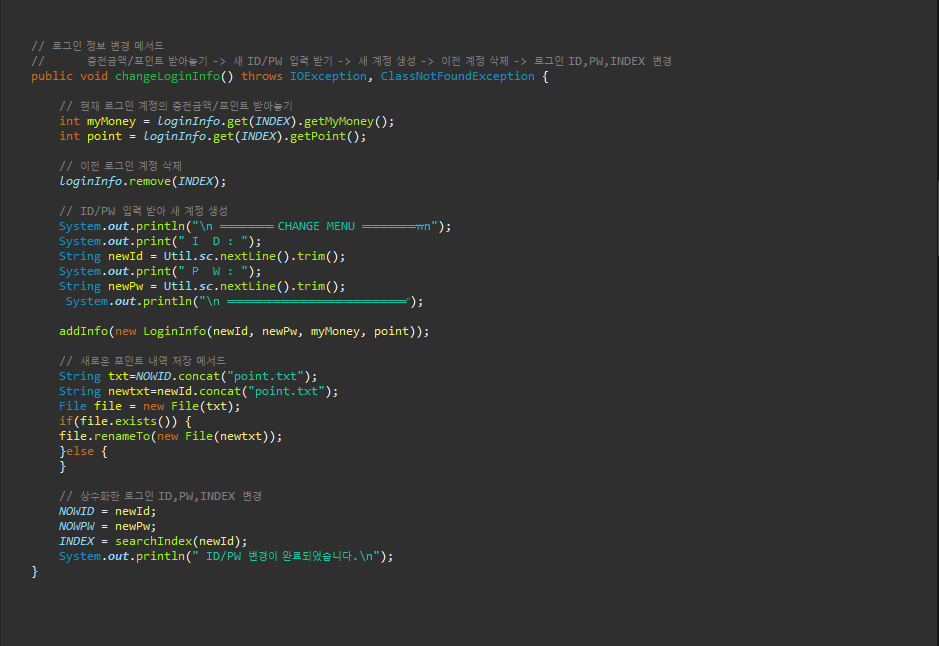 // 로그인 정보 변경 메서드
// 충전금액/포인트 받아놓기 -> 새 ID/PW 입력 받기 -> 새 계정 생성 -> 이전 계정 삭제 -> 로그인 ID,PW,INDEX 변경
public void changeLoginInfo() throws IOException, ClassNotFoundException {
// 현재 로그인 계정의 충전금액/포인트 받아놓기
int myMoney = loginInfo.get(INDEX).getMyMoney();
int point = loginInfo.get(INDEX).getPoint();
// 이전 로그인 계정 삭제
loginInfo.remove(INDEX);
// ID/PW 입력 받아 새 계정 생성
System.out.println("\n ═══════ CHANGE MENU ═══════₩n");
System.out.print(" I  D : ");
String newId = Util.sc.nextLine().trim();
System.out.print(" P  W : ");
String newPw = Util.sc.nextLine().trim();
System.out.println("\n ═══════════════════════");
addInfo(new LoginInfo(newId, newPw, myMoney, point));
// 새로운 포인트 내역 저장 메서드
String txt=NOWID.concat("point.txt");
String newtxt=newId.concat("point.txt");
File file = new File(txt);
if(file.exists()) {
file.renameTo(new File(newtxt));
}else {
}
// 상수화한 로그인 ID,PW,INDEX 변경
NOWID = newId;
NOWPW = newPw;
INDEX = searchIndex(newId);
System.out.println(" ID/PW 변경이 완료되었습니다.\n");
}